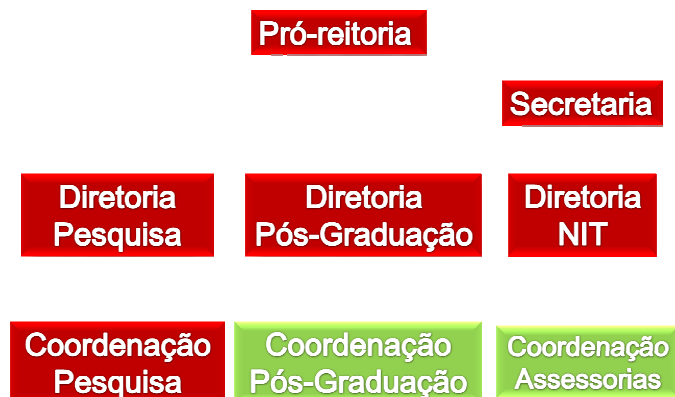 Pró-reitoria
Secretaria
Diretoria
Pesquisa
Diretoria
Pós-Graduação
Diretoria
NIT
Coordenação
Pesquisa
Coordenação
Pós-Graduação
Coordenação
Assessorias